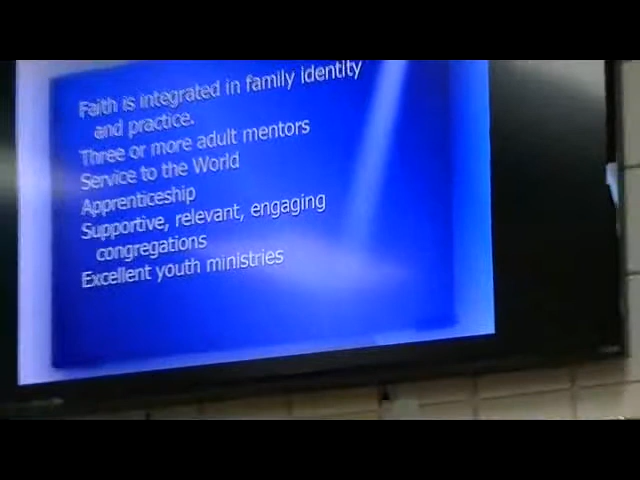 Faith is integrated in family identity
and practice.
Three or more adult mentors
Service to the World
Apprenticeship
Supportive, relevant, engaging
congregations
Excellent youth ministries